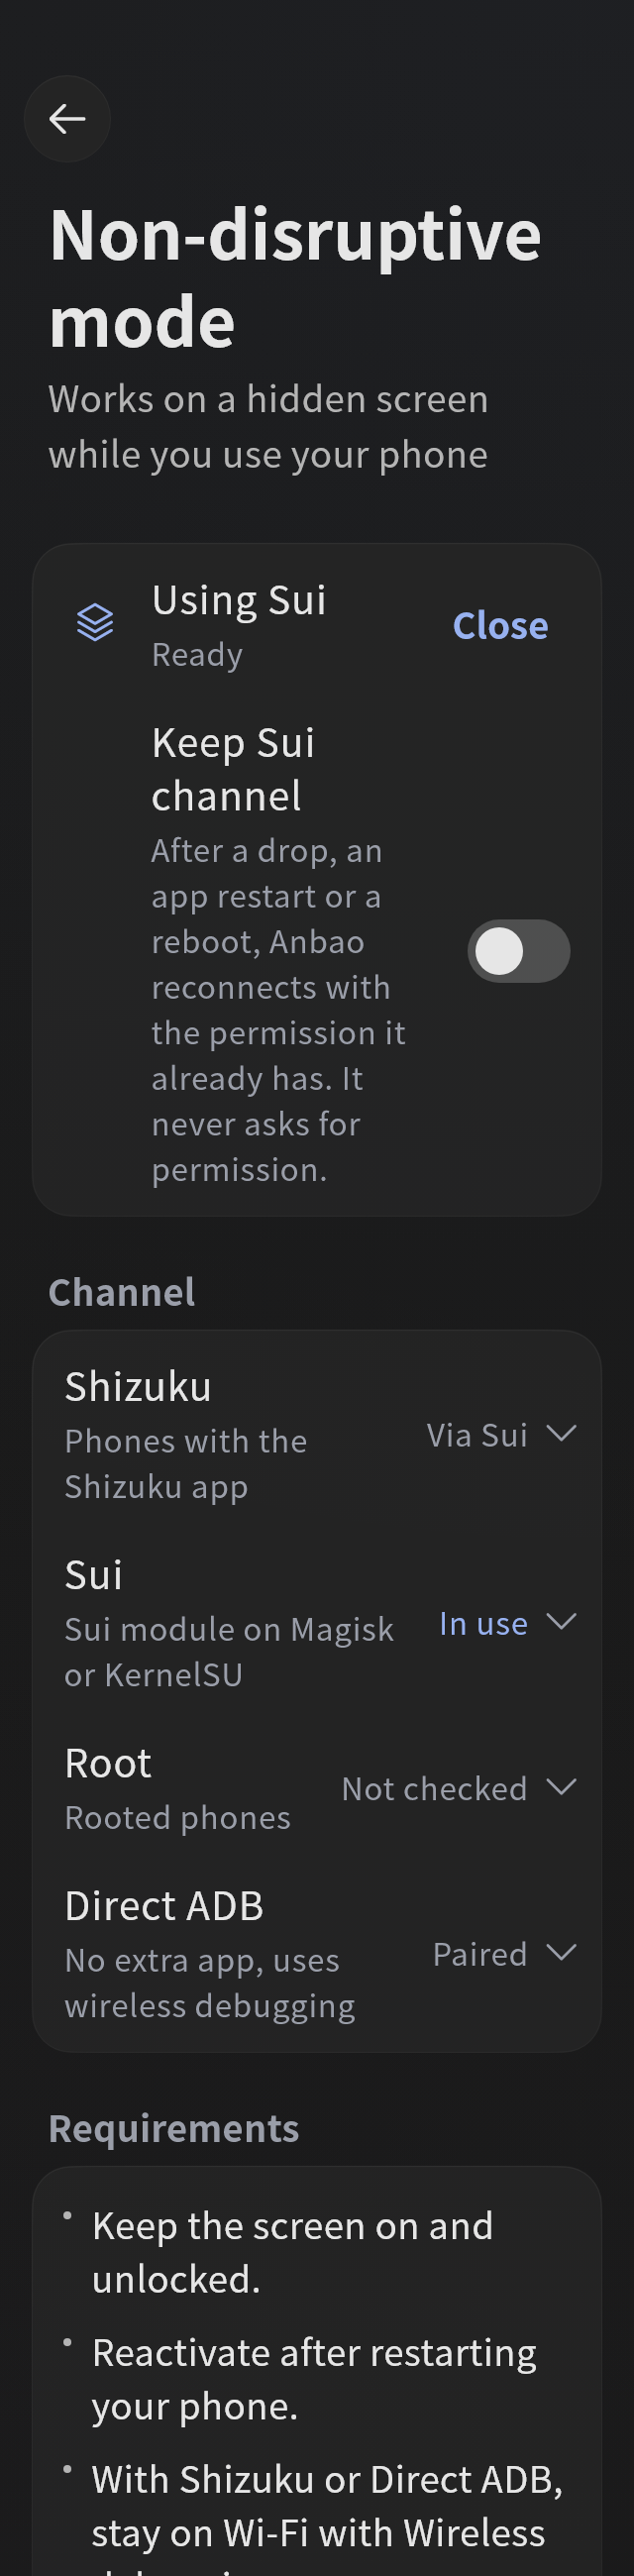 Non-disruptive
mode
Works on a hidden screen
while you use your phone
Using Sui
Ready
Close
Keep Sui
channel
After a drop, an
app restart or a
reboot, Anbao
reconnects with
the permission it
already has. It
never asks for
permission.
Channel
Shizuku
Phones with the
Shizuku app
Via Sui
Sui
Sui module on Magisk
or KernelSU
In use
Root
Rooted phones
Not checked
Direct ADB
No extra app, uses
wireless debugging
Paired
Requirements
• Keep the screen on and
unlocked.
• Reactivate after restarting
your phone.
• With Shizuku or Direct ADB,
stay on Wi-Fi with Wireless